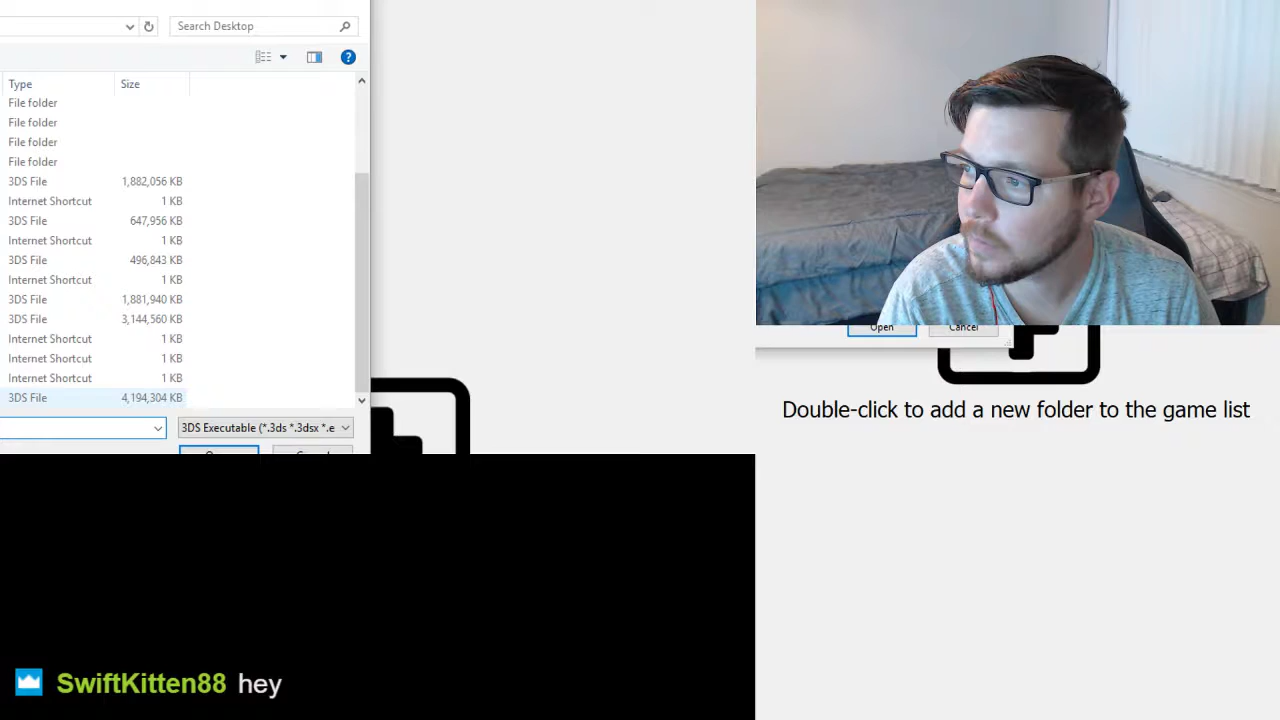 Search Desktop
Type Size
File folder
File folder
File folder
File folder
3DS File 1,882,056 KB
Internet Shortcut 1 KB
3DS File 647,956 KB
Internet Shortcut 1 KB
3DS File 496,843 KB
Internet Shortcut 1 KB
3DS File 1,881,940 KB
3DS File 3,144,560 KB
Internet Shortcut 1 KB
Internet Shortcut 1 KB
Internet Shortcut 1 KB
3DS File 4,194,304 KB
3DS Executable (*.3ds *.3dsx *.e
Open Cancel
Double-click to add a new folder to the game list
SwiftKitten88 hey